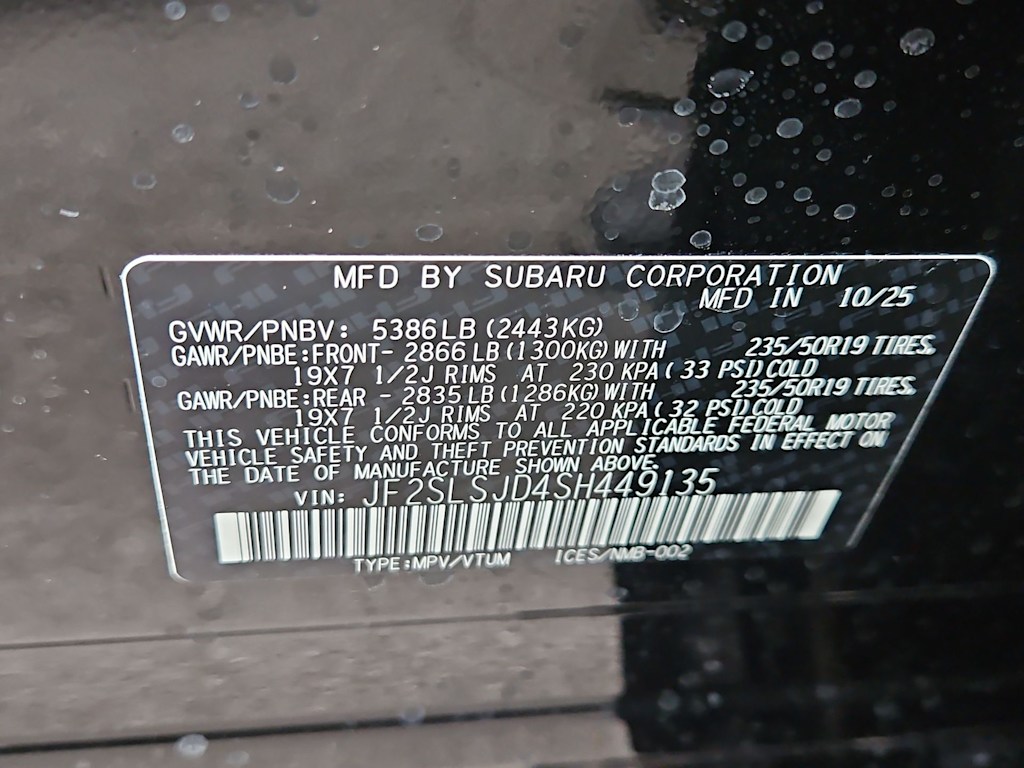 MFD BY SUBARU CORPORATION
MFD IN 10/25
GVWR/PNBV: 5386LB (2443KG)
GAWR/PNBE:FRONT- 2866LB (1300KG) WITH 235/50R19 TIRES.
19X7 1/2J RIMS AT 230 KPA( 33 PSI) COLD
GAWR/PNBE:REAR - 2835LB (1286KG) WITH 235/50R19 TIRES.
19X7 1/2J RIMS AT 220 KPA( 32 PSI) COLD
THIS VEHICLE CONFORMS TO ALL APPLICABLE FEDERAL MOTOR
VEHICLE SAFETY AND THEFT PREVENTION STANDARDS IN EFFECT ON
THE DATE OF MANUFACTURE SHOWN ABOVE.
VIN: JF2SLSJD4SH449135
TYPE:MPV/VTUM ICES/NMB-002